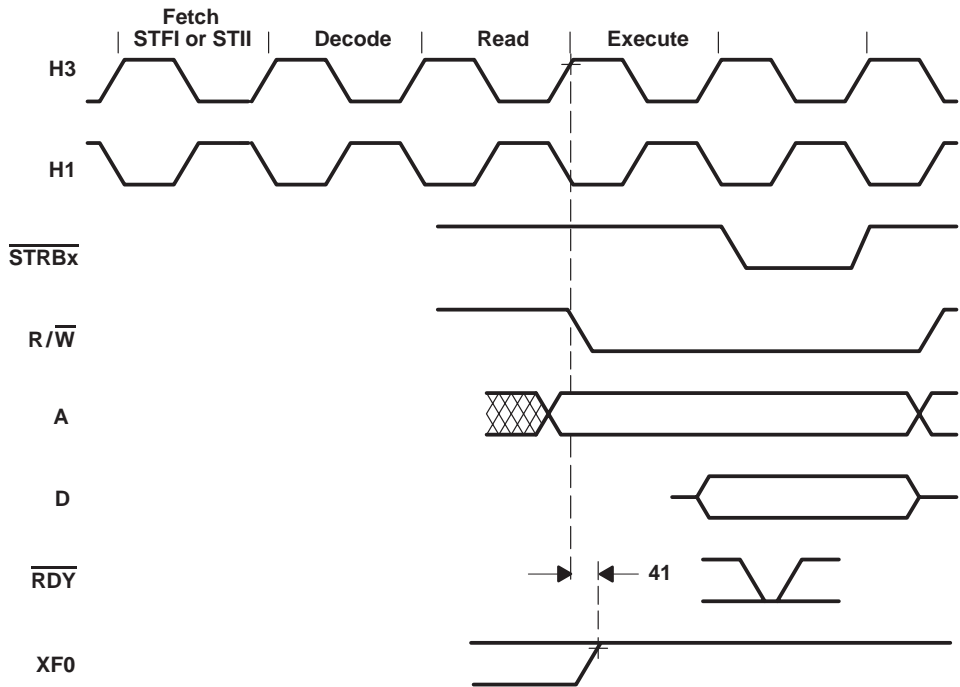 Fetch
STFI or STII Decode Read Execute
H3
H1
STRBx
R/W
A
D
RDY 41
XF0